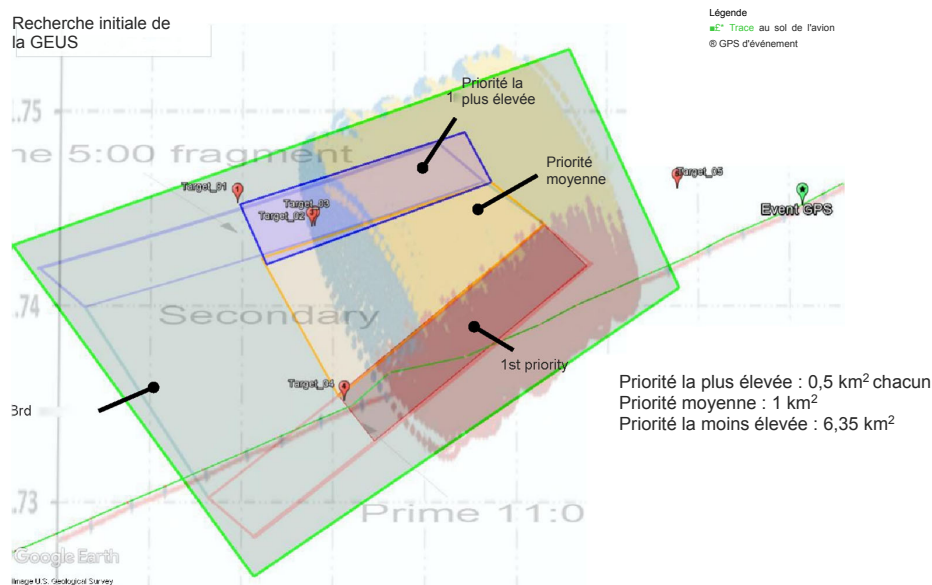 Recherche initiale de
la GEUS
Légende
Trace au sol de l'avion
® GPS d'événement
.75
ne 5:00 fragment
1 Priorité la
plus élevée
Priorité
moyenne
Target_01
Target_03
Target_02
Target_05
Event GPS
.74
Secondary
1st priority
Target_04
4
3rd
Priorité la plus élevée : 0,5 km² chacun
Priorité moyenne : 1 km²
Priorité la moins élevée : 6,35 km²
.73
Prime 11:0
Google Earth
Image U.S. Geological Survey